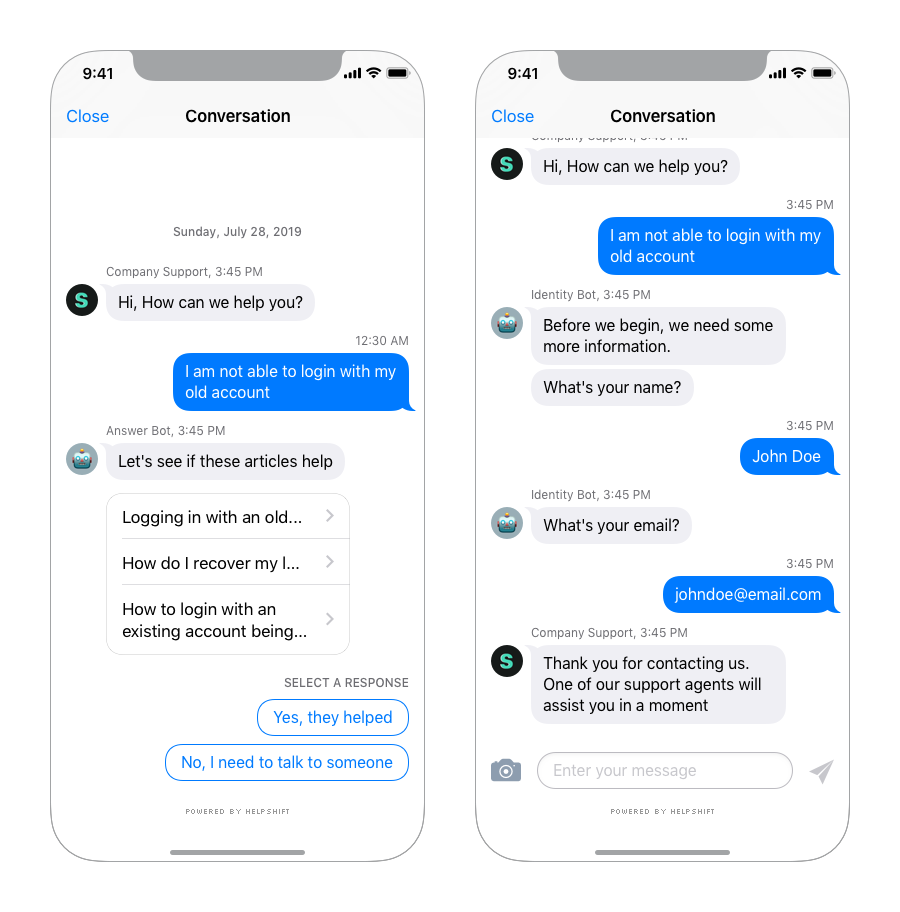 9:41
Close
Conversation
Sunday, July 28, 2019
Company Support, 3:45 PM
S
Hi, How can we help you?
12:30 AM
I am not able to login with my
old account
Answer Bot, 3:45 PM
Let's see if these articles help
Logging in with an old...
How do I recover my l...
How to login with an
existing account being...
SELECT A RESPONSE
Yes, they helped
No, I need to talk to someone
POWERED BY HELPSHIFT
9:41
Close
Conversation
Company Support, 3:45 PM
S
Hi, How can we help you?
3:45 PM
I am not able to login with my
old account
Identity Bot, 3:45 PM
Before we begin, we need some
more information.
What's your name?
3:45 PM
John Doe
Identity Bot, 3:45 PM
What's your email?
3:45 PM
johndoe@email.com
Company Support, 3:45 PM
S
Thank you for contacting us.
One of our support agents will
assist you in a moment
Enter your message
POWERED BY HELPSHIFT